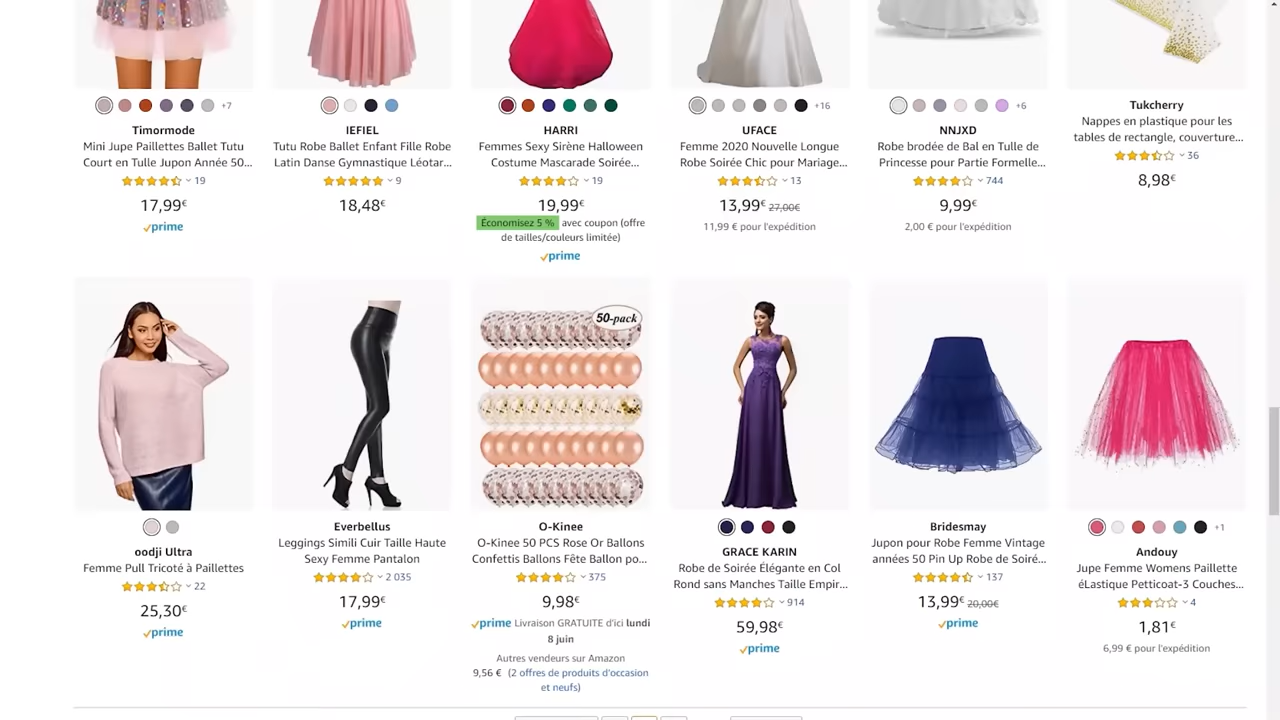 +7
+16
+6
Timormode
Mini Jupe Paillettes Ballet Tutu
Court en Tulle Jupon Année 50...
19
17,99€
prime
IEFIEL
Tutu Robe Ballet Enfant Fille Robe
Latin Danse Gymnastique Léotar...
9
18,48€
HARRI
Femmes Sexy Sirène Halloween
Costume Mascarade Soirée...
19
19,99€
Économisez 5 % avec coupon (offre
de tailles/couleurs limitée)
prime
UFACE
Femme 2020 Nouvelle Longue
Robe Soirée Chic pour Mariage...
13
13,99€ 27,00€
11,99 € pour l'expédition
NNJXD
Robe brodée de Bal en Tulle de
Princesse pour Partie Formelle...
744
9,99€
2,00 € pour l'expédition
Tukcherry
Nappes en plastique pour les
tables de rectangle, couverture...
36
8,98€
oodji Ultra
Femme Pull Tricoté à Paillettes
22
25,30€
prime
Everbellus
Leggings Simili Cuir Taille Haute
Sexy Femme Pantalon
2 035
17,99€
prime
50-pack
O-Kinee
O-Kinee 50 PCS Rose Or Ballons
Confettis Ballons Fête Ballon po...
375
9,98€
prime Livraison GRATUITE d'ici lundi
8 juin
Autres vendeurs sur Amazon
9,56 € (2 offres de produits d'occasion
et neufs)
GRACE KARIN
Robe de Soirée Élégante en Col
Rond sans Manches Taille Empir...
914
59,98€
prime
Bridesmay
Jupon pour Robe Femme Vintage
années 50 Pin Up Robe de Soiré...
137
13,99€ 20,00€
prime
+1
Andouy
Jupe Femme Womens Paillette
éLastique Petticoat-3 Couches...
4
1,81€
6,99 € pour l'expédition